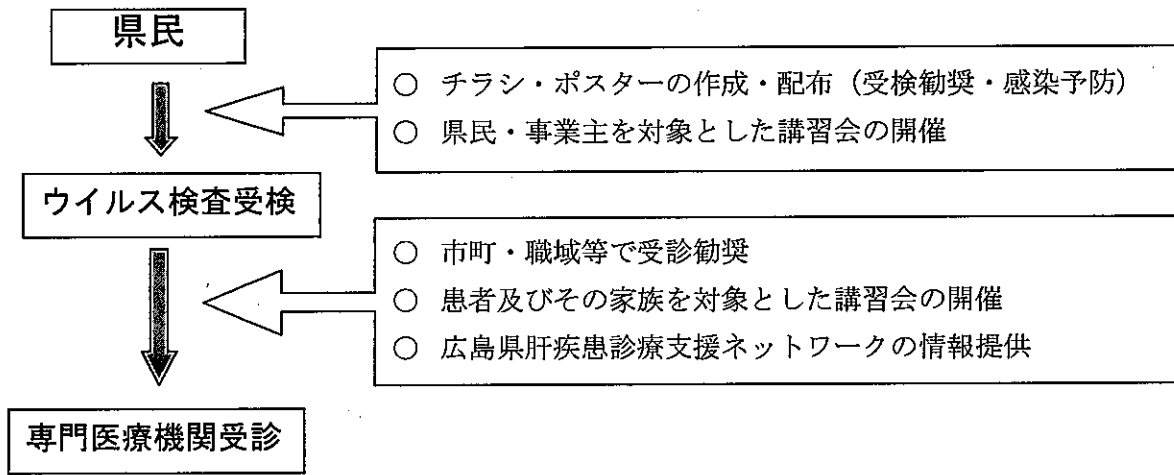 県民
○ チラシ・ポスターの作成・配布（受検勧奨・感染予防）
○ 県民・事業主を対象とした講習会の開催
ウイルス検査受検
○ 市町・職域等で受診勧奨
○ 患者及びその家族を対象とした講習会の開催
○ 広島県肝疾患診療支援ネットワークの情報提供
専門医療機関受診